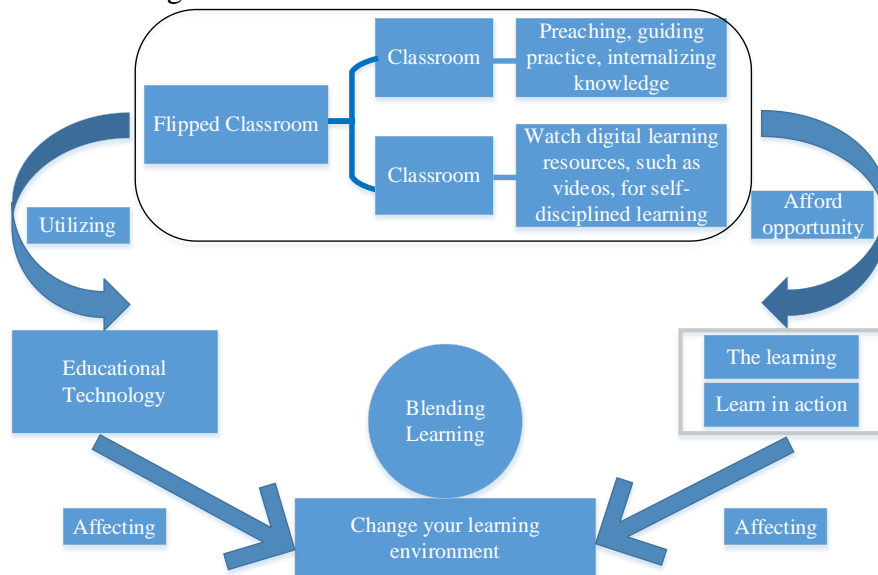 Preaching, guiding
practice, internalizing
knowledge
Classroom
Flipped Classroom
Classroom
Watch digital learning
resources, such as
videos, for self-
disciplined learning
Utilizing
Afford
opportunity
Educational
Technology
The learning
Learn in action
Blending
Learning
Affecting
Change your learning
environment
Affecting